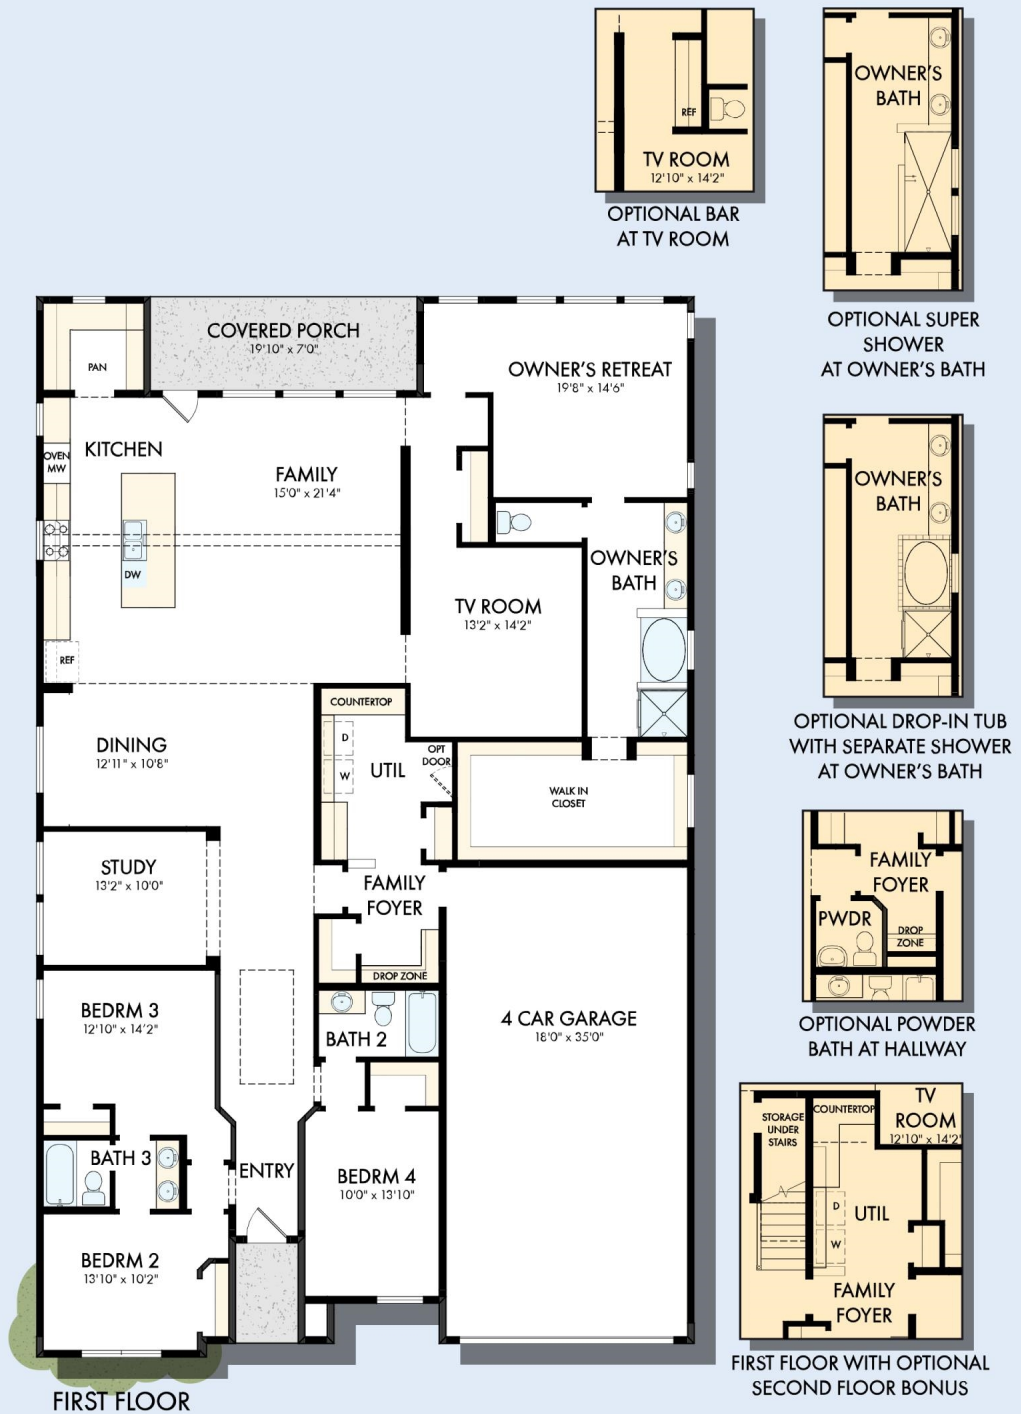 REF
TV ROOM
12'10" x 14'2"
OPTIONAL BAR
AT TV ROOM
OWNER'S
BATH
OPTIONAL SUPER
SHOWER
AT OWNER'S BATH
COVERED PORCH
19'10" x 7'0"
PAN
OWNER'S RETREAT
19'8" x 14'6"
KITCHEN
OVEN
MW
FAMILY
15'0" x 21'4"
DW
REF
OWNER'S
BATH
TV ROOM
13'2" x 14'2"
OWNER'S
BATH
OPTIONAL DROP-IN TUB
WITH SEPARATE SHOWER
AT OWNER'S BATH
COUNTERTOP
D
W
UTIL
OPT
DOOR
DINING
12'11" x 10'8"
WALK IN
CLOSET
STUDY
13'2" x 10'0"
FAMILY
FOYER
DROP ZONE
FAMILY
FOYER
PWDR
DROP
ZONE
OPTIONAL POWDER
BATH AT HALLWAY
BEDRM 3
12'10" x 14'2"
BATH 2
4 CAR GARAGE
18'0" x 35'0"
BATH 3
ENTRY
BEDRM 4
10'0" x 13'10"
BEDRM 2
13'10" x 10'2"
STORAGE
UNDER
STAIRS
COUNTERTOP
TV
ROOM
12'10" x 14'2"
D
W
UTIL
FAMILY
FOYER
FIRST FLOOR WITH OPTIONAL
SECOND FLOOR BONUS
FIRST FLOOR